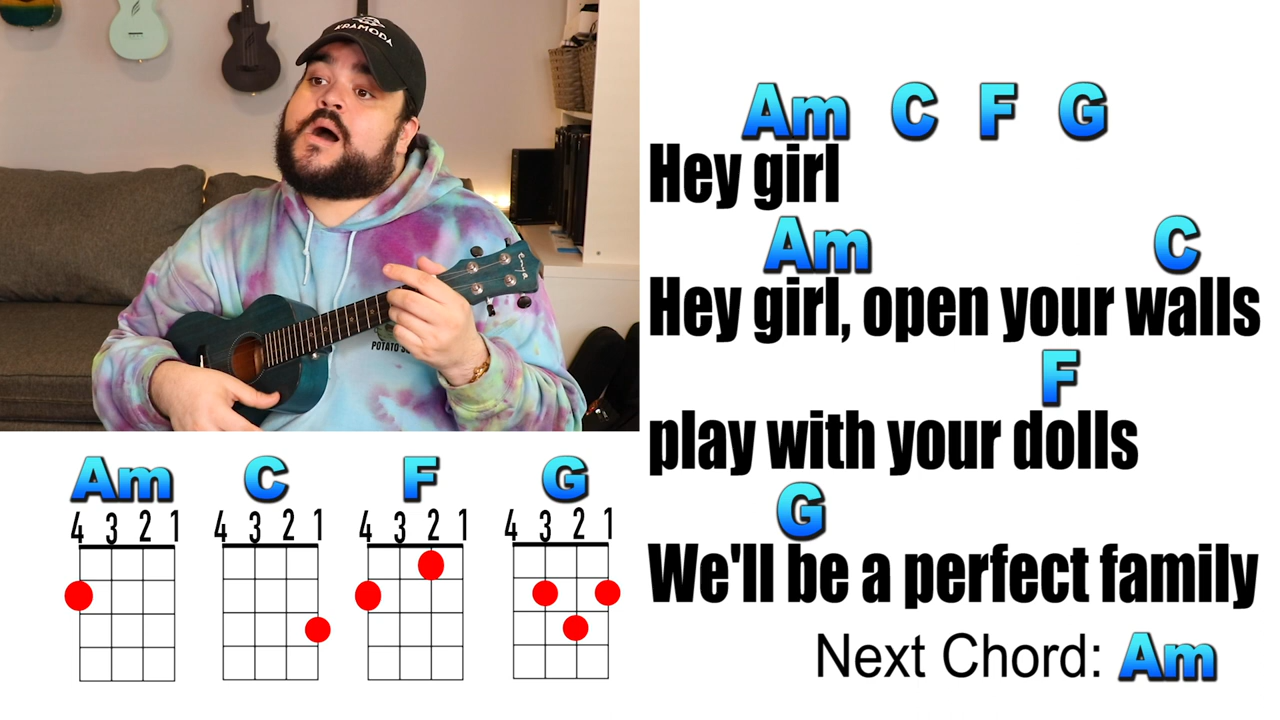 KRAMODA
enya
POTATO
Am C F G
4 3 2 1 4 3 2 1 4 3 2 1 4 3 2 1
Am C F G
Hey girl
Am C
Hey girl, open your walls
F
play with your dolls
G
We'll be a perfect family
Next Chord: Am